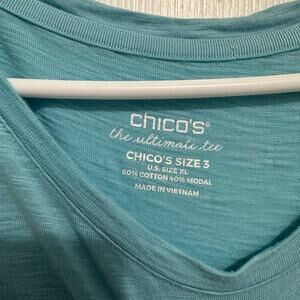 chico's®
the ultimate tee
CHICO'S SIZE 3
U.S. SIZE XL
60% COTTON 40% MODAL
MADE IN VIETNAM